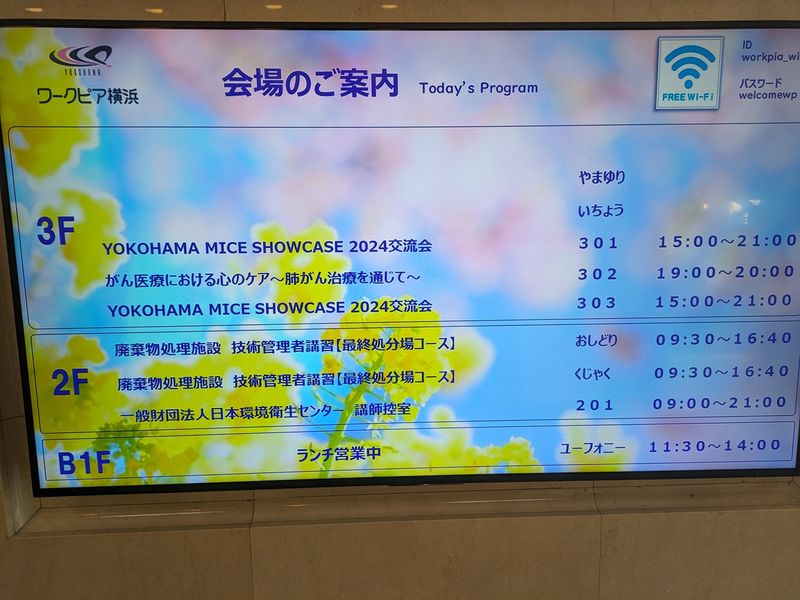 YOKOHAMA
ワークピア横浜
会場のご案内 Today's Program
FREE Wi-Fi
ID
workpia_wi
パスワード
welcomewp
3F
やまゆり
いちょう
YOKOHAMA MICE SHOWCASE 2024交流会 301 15:00～21:00
がん医療における心のケア～肺がん治療を通じて～ 302 19:00～20:00
YOKOHAMA MICE SHOWCASE 2024交流会 303 15:00～21:00
2F
廃棄物処理施設 技術管理者講習【最終処分場コース】 おしどり 09:30～16:40
廃棄物処理施設 技術管理者講習【最終処分場コース】 くじゃく 09:30～16:40
一般財団法人日本環境衛生センター 講師控室 201 09:00～21:00
B1F
ランチ営業中 ユーフォニー 11:30～14:00